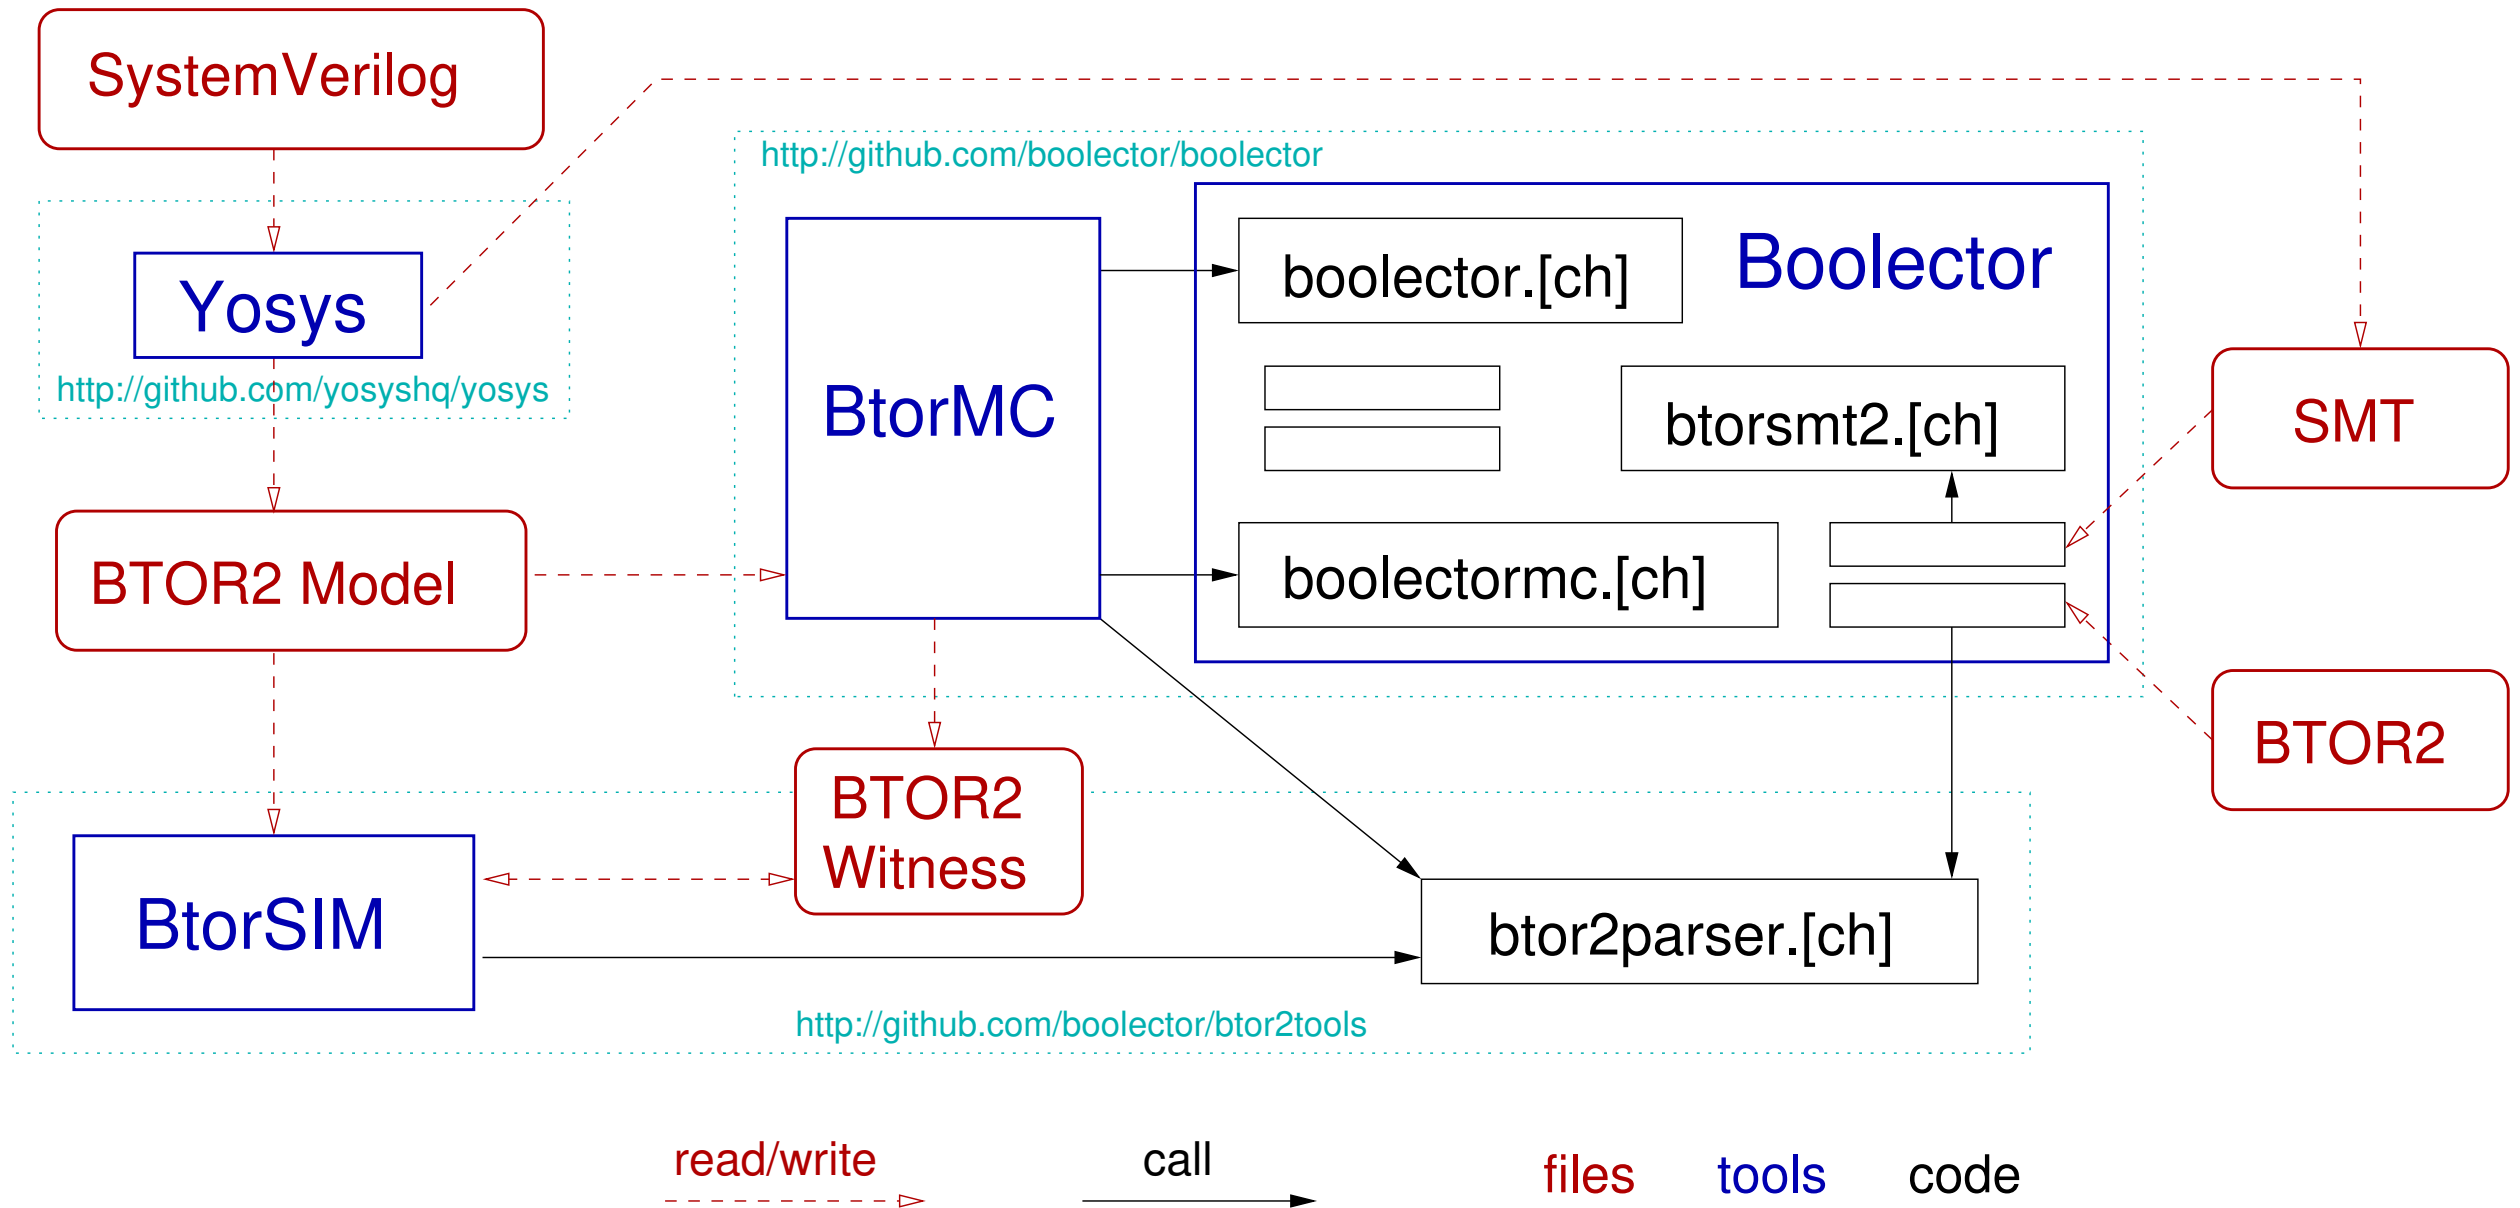 SystemVerilog
http://github.com/boolector/boolector
boolector.[ch]
Boolector
Yosys
http://github.com/yosyshq/yosys
BtorMC
btorsmt2.[ch]
SMT
BTOR2 Model
boolectormc.[ch]
BTOR2
BTOR2
Witness
BtorSIM
btor2parser.[ch]
http://github.com/boolector/btor2tools
read/write
call
files
tools
code